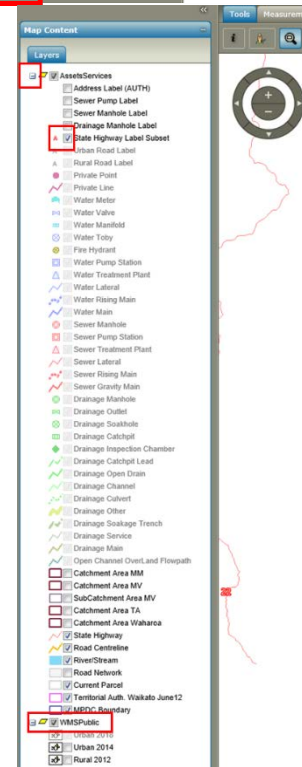 Tools Measurem
Map Content
Layers
AssetsServices
Address Label (AUTH)
Sewer Pump Label
Sewer Manhole Label
Drainage Manhole Label
A State Highway Label Subset
Urban Road Label
A Rural Road Label
Private Point
Private Line
Water Meter
Water Valve
Water Manifold
Water Toby
Fire Hydrant
Water Pump Station
Water Treatment Plant
Water Lateral
Water Rising Main
Water Main
Sewer Manhole
Sewer Pump Station
Sewer Treatment Plant
Sewer Lateral
Sewer Rising Main
Sewer Gravity Main
Drainage Manhole
Drainage Outlet
Drainage Soakhole
Drainage Catchpit
Drainage Inspection Chamber
Drainage Catchpit Lead
Drainage Open Drain
Drainage Channel
Drainage Culvert
Drainage Other
Drainage Soakage Trench
Drainage Service
Drainage Main
Open Channel OverLand Flowpath
Catchment Area MM
Catchment Area MV
SubCatchment Area MV
Catchment Area TA
Catchment Area Waharoa
State Highway
Road Centreline
River/Stream
Road Network
Current Parcel
Territorial Auth. Waikato June12
MPDC Boundary
WMSPublic
Urban 2016
Urban 2014
Rural 2012